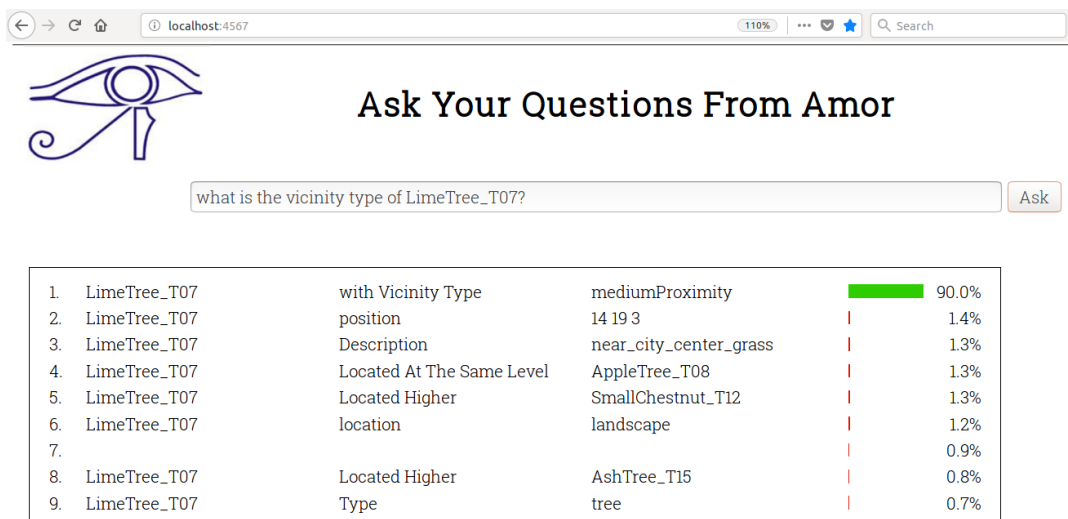 localhost:4567 110% Search
Ask Your Questions From Amor
what is the vicinity type of LimeTree_T07? Ask
1. LimeTree_T07 with Vicinity Type mediumProximity 90.0%
2. LimeTree_T07 position 14 19 3 1.4%
3. LimeTree_T07 Description near_city_center_grass 1.3%
4. LimeTree_T07 Located At The Same Level AppleTree_T08 1.3%
5. LimeTree_T07 Located Higher SmallChestnut_T12 1.3%
6. LimeTree_T07 location landscape 1.2%
7. 0.9%
8. LimeTree_T07 Located Higher AshTree_T15 0.8%
9. LimeTree_T07 Type tree 0.7%